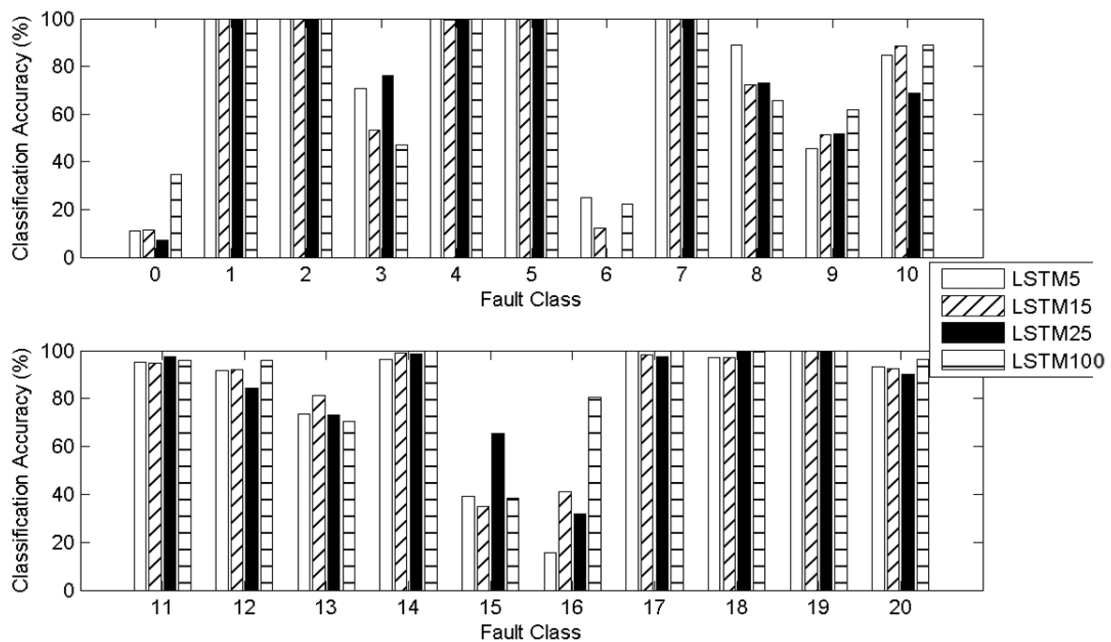 Classification Accuracy (%)
100
80
60
40
20
0
0 1 2 3 4 5 6 7 8 9 10
Fault Class
LSTM5
LSTM15
LSTM25
LSTM100
Classification Accuracy (%)
100
80
60
40
20
0
11 12 13 14 15 16 17 18 19 20
Fault Class